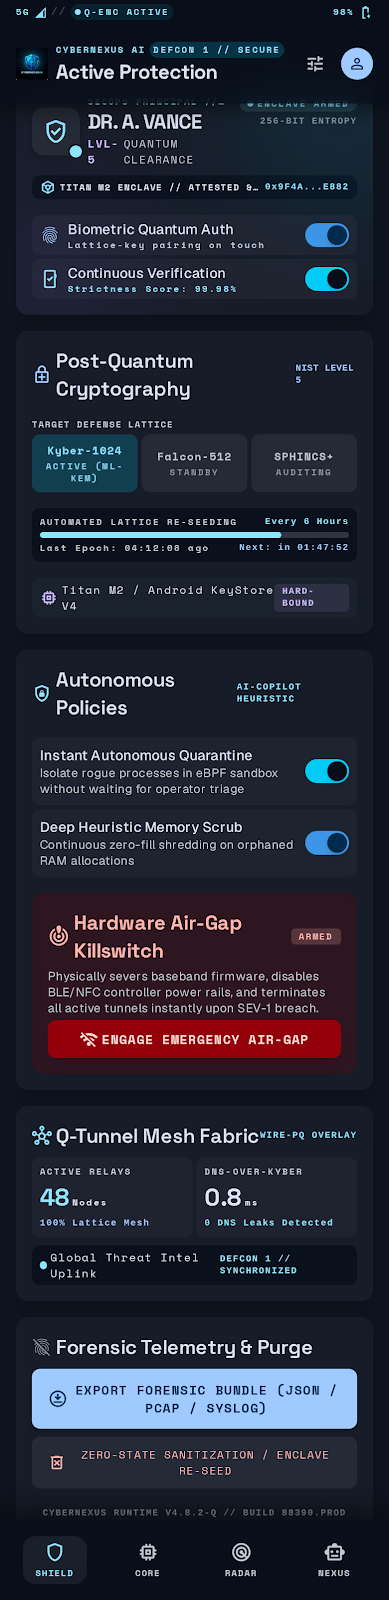 5G // Q-ENC ACTIVE 98%
CYBERNEXUS AI DEFCON 1 // SECURE
Active Protection
ENCLAVE ARMED
DR. A. VANCE 256-BIT ENTROPY
LVL-5 QUANTUM CLEARANCE
TITAN M2 ENCLAVE // ATTESTED &… 0x9F4A...E882
Biometric Quantum Auth
Lattice-key pairing on touch
Continuous Verification
Strictness Score: 99.98%
Post-Quantum
Cryptography
NIST LEVEL
5
TARGET DEFENSE LATTICE
Kyber-1024
ACTIVE (ML-
KEM)
Falcon-512
STANDBY
SPHINCS+
AUDITING
AUTOMATED LATTICE RE-SEEDING Every 6 Hours
Last Epoch: 04:12:08 ago Next: in 01:47:52
Titan M2 / Android KeyStore
V4
HARD-
BOUND
Autonomous
Policies
AI-COPILOT
HEURISTIC
Instant Autonomous Quarantine
Isolate rogue processes in eBPF sandbox
without waiting for operator triage
Deep Heuristic Memory Scrub
Continuous zero-fill shredding on orphaned
RAM allocations
Hardware Air-Gap
Killswitch
ARMED
Physically severs baseband firmware, disables
BLE/NFC controller power rails, and terminates
all active tunnels instantly upon SEV-1 breach.
ENGAGE EMERGENCY AIR-GAP
Q-Tunnel Mesh Fabric WIRE-PQ OVERLAY
ACTIVE RELAYS
48 Nodes
100% Lattice Mesh
DNS-OVER-KYBER
0.8 ms
0 DNS Leaks Detected
Global Threat Intel
Uplink
DEFCON 1 //
SYNCHRONIZED
Forensic Telemetry & Purge
EXPORT FORENSIC BUNDLE (JSON /
PCAP / SYSLOG)
ZERO-STATE SANITIZATION / ENCLAVE
RE-SEED
CYBERNEXUS RUNTIME V4.8.2-Q // BUILD 88390.PROD
SHIELD CORE RADAR NEXUS